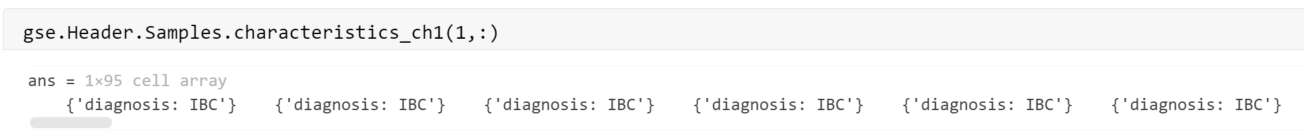 gse.Header.Samples.characteristics_ch1(1,:)
ans = 1×95 cell array
{'diagnosis: IBC'} {'diagnosis: IBC'} {'diagnosis: IBC'} {'diagnosis: IBC'} {'diagnosis: IBC'} {'diagnosis: IBC'}